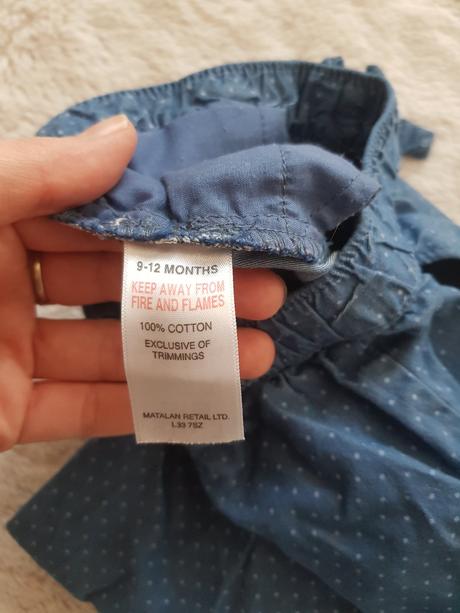 9-12 MONTHS
KEEP AWAY FROM
FIRE AND FLAMES
100% COTTON
EXCLUSIVE OF
TRIMMINGS
MATALAN RETAIL LTD.
L33 7SZ